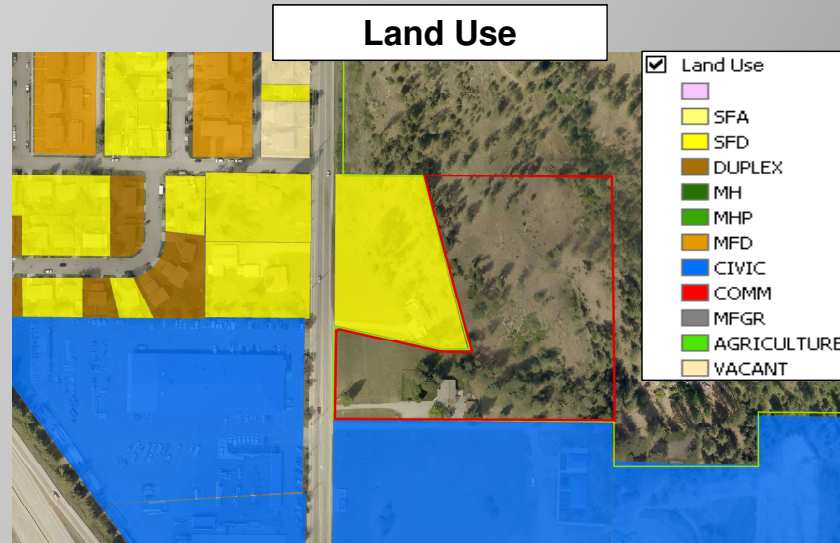 Land Use
Land Use
SFA
SFD
DUPLEX
MH
MHP
MFD
CIVIC
COMM
MFGR
AGRICULTURE
VACANT